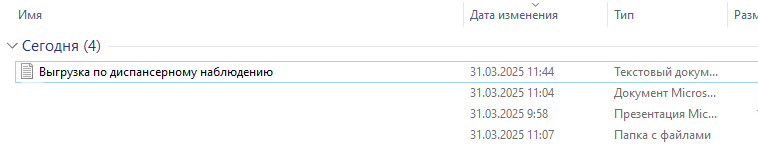 Имя Дата изменения Тип Разм
Сегодня (4)
Выгрузка по диспансерному наблюдению 31.03.2025 11:44 Текстовый докум...
31.03.2025 11:04 Документ Micros...
31.03.2025 9:58 Презентация Mic...
31.03.2025 11:07 Папка с файлами